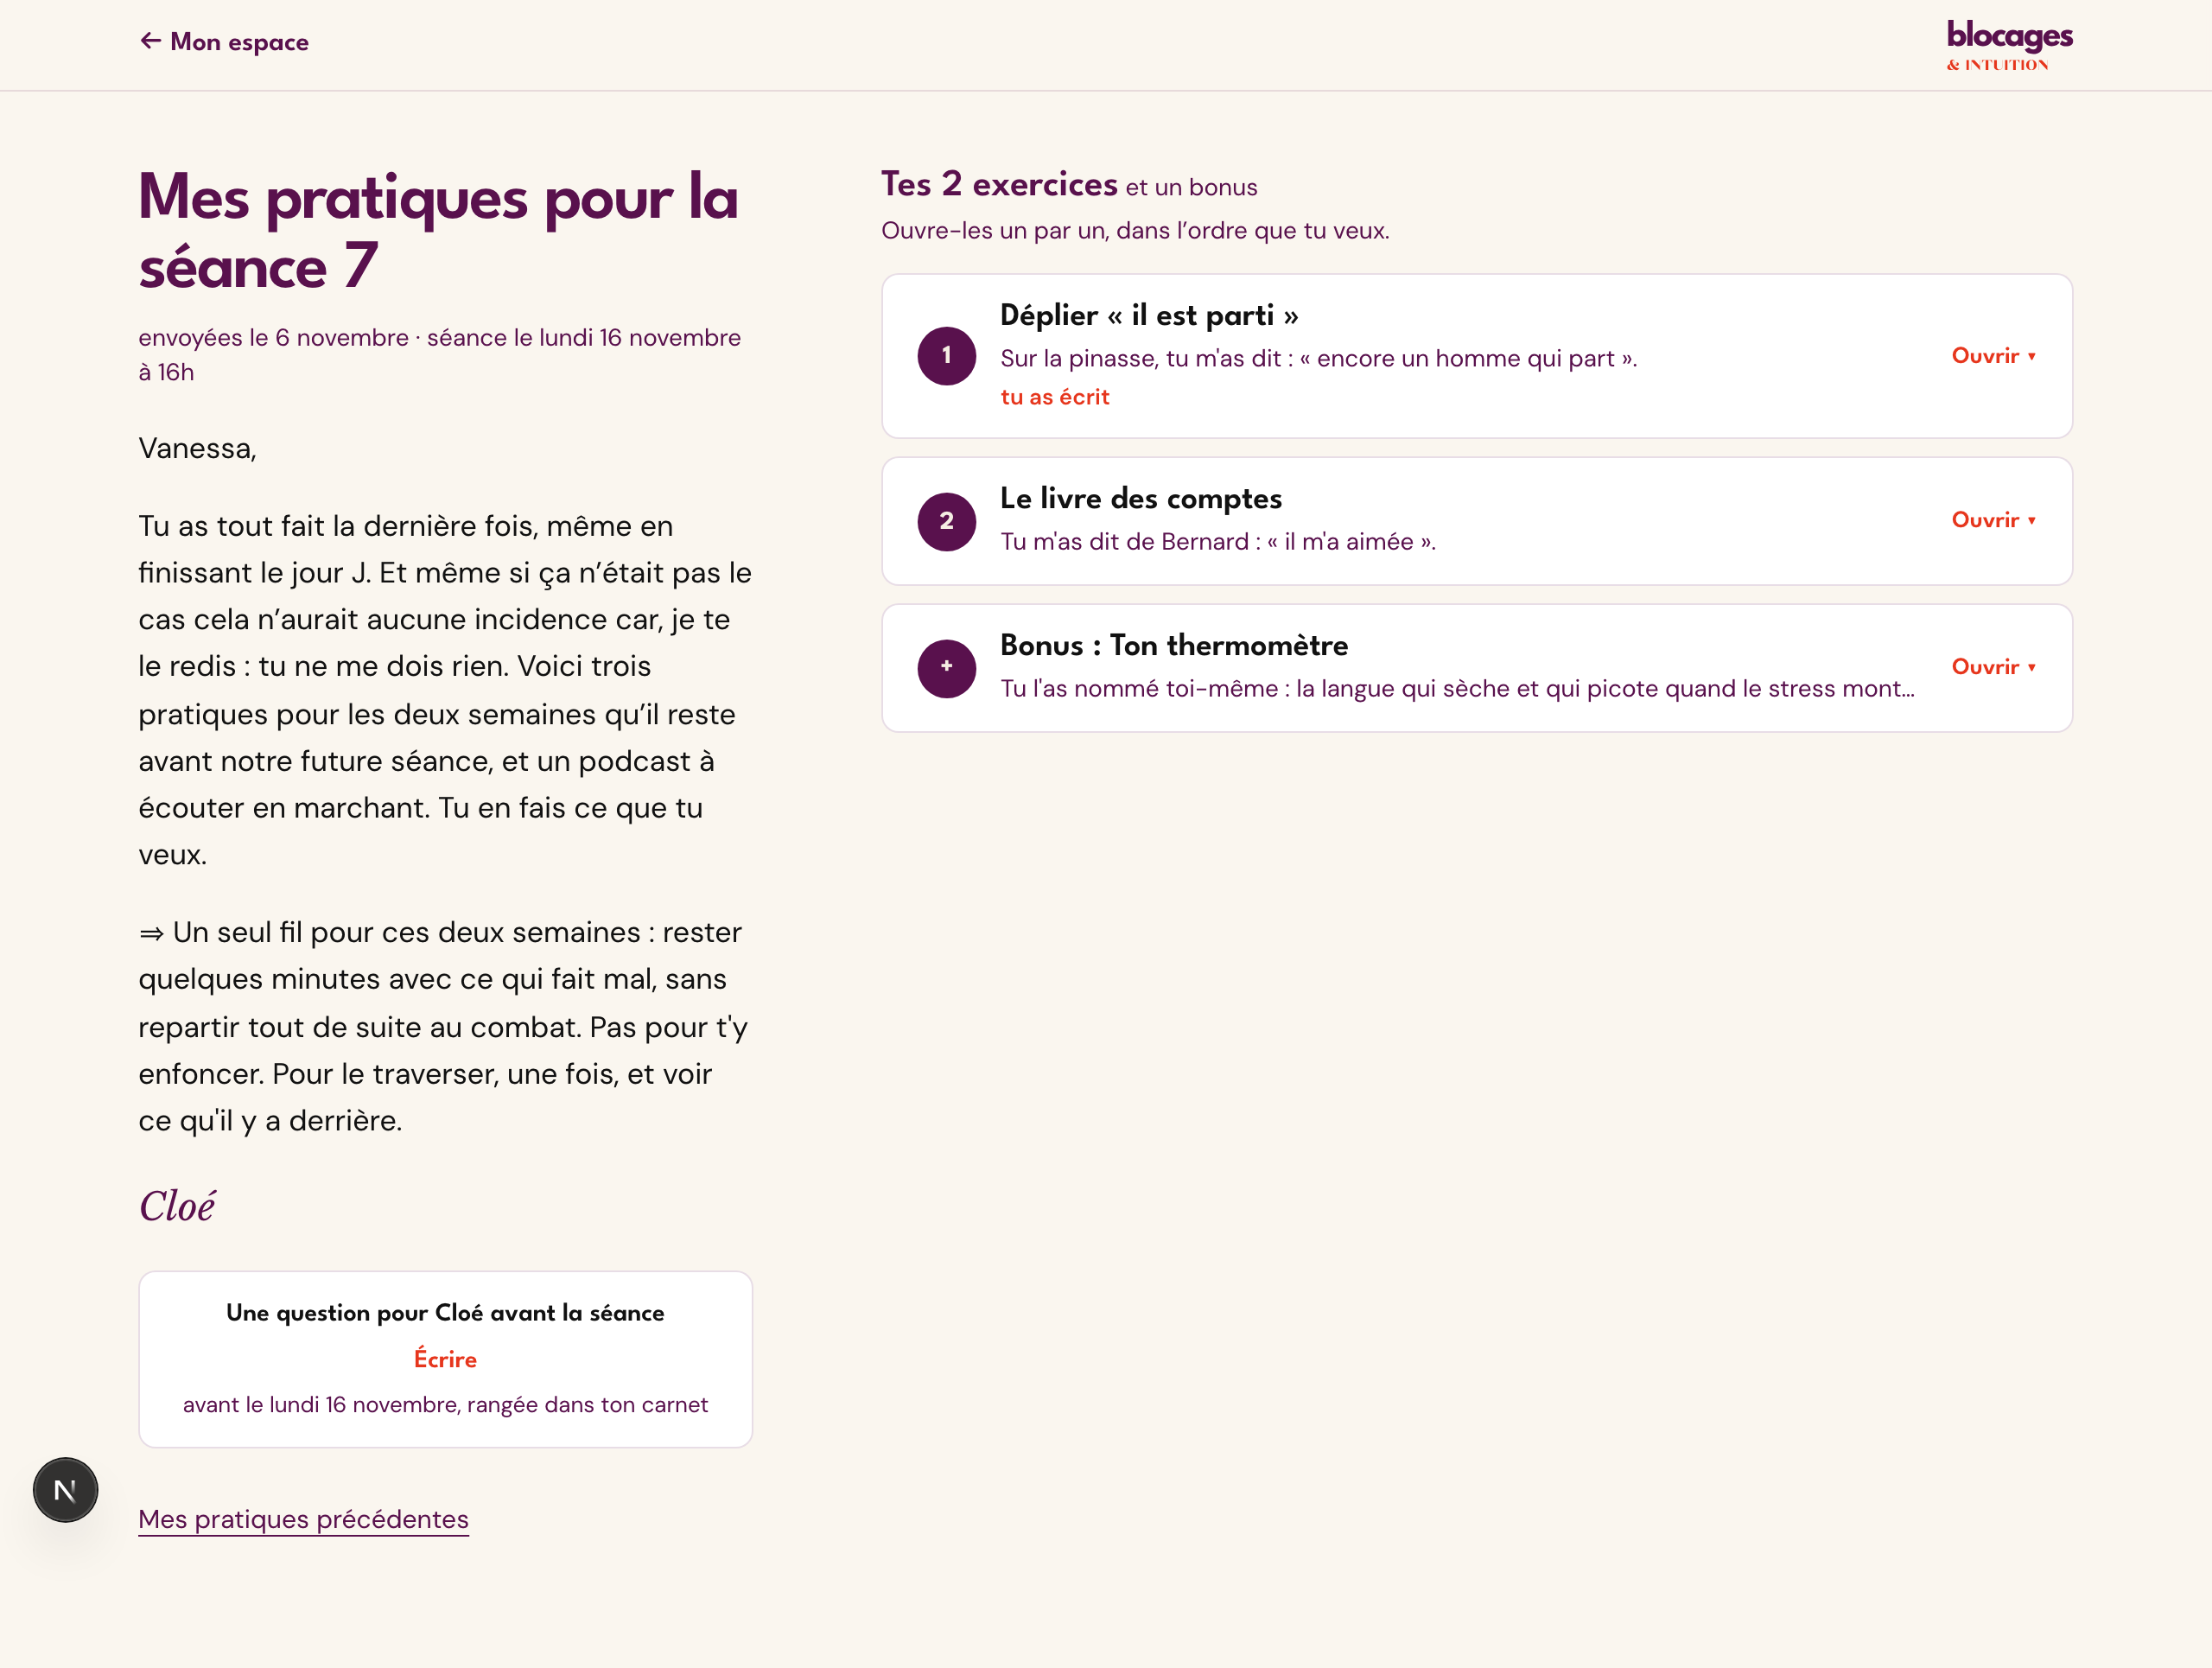 ← Mon espace
blocages
& INTUITION
Mes pratiques pour la
séance 7
envoyées le 6 novembre · séance le lundi 16 novembre
à 16h
Vanessa,
Tu as tout fait la dernière fois, même en
finissant le jour J. Et même si ça n’était pas le
cas cela n’aurait aucune incidence car, je te
le redis : tu ne me dois rien. Voici trois
pratiques pour les deux semaines qu’il reste
avant notre future séance, et un podcast à
écouter en marchant. Tu en fais ce que tu
veux.
⇒ Un seul fil pour ces deux semaines : rester
quelques minutes avec ce qui fait mal, sans
repartir tout de suite au combat. Pas pour t'y
enfoncer. Pour le traverser, une fois, et voir
ce qu'il y a derrière.
Cloé
Une question pour Cloé avant la séance
Écrire
avant le lundi 16 novembre, rangée dans ton carnet
N
Mes pratiques précédentes
Tes 2 exercices et un bonus
Ouvre-les un par un, dans l’ordre que tu veux.
1
Déplier « il est parti »
Sur la pinasse, tu m'as dit : « encore un homme qui part ».
tu as écrit
Ouvrir ▾
2
Le livre des comptes
Tu m'as dit de Bernard : « il m'a aimée ».
Ouvrir ▾
+
Bonus : Ton thermomètre
Tu l'as nommé toi-même : la langue qui sèche et qui picote quand le stress mont…
Ouvrir ▾